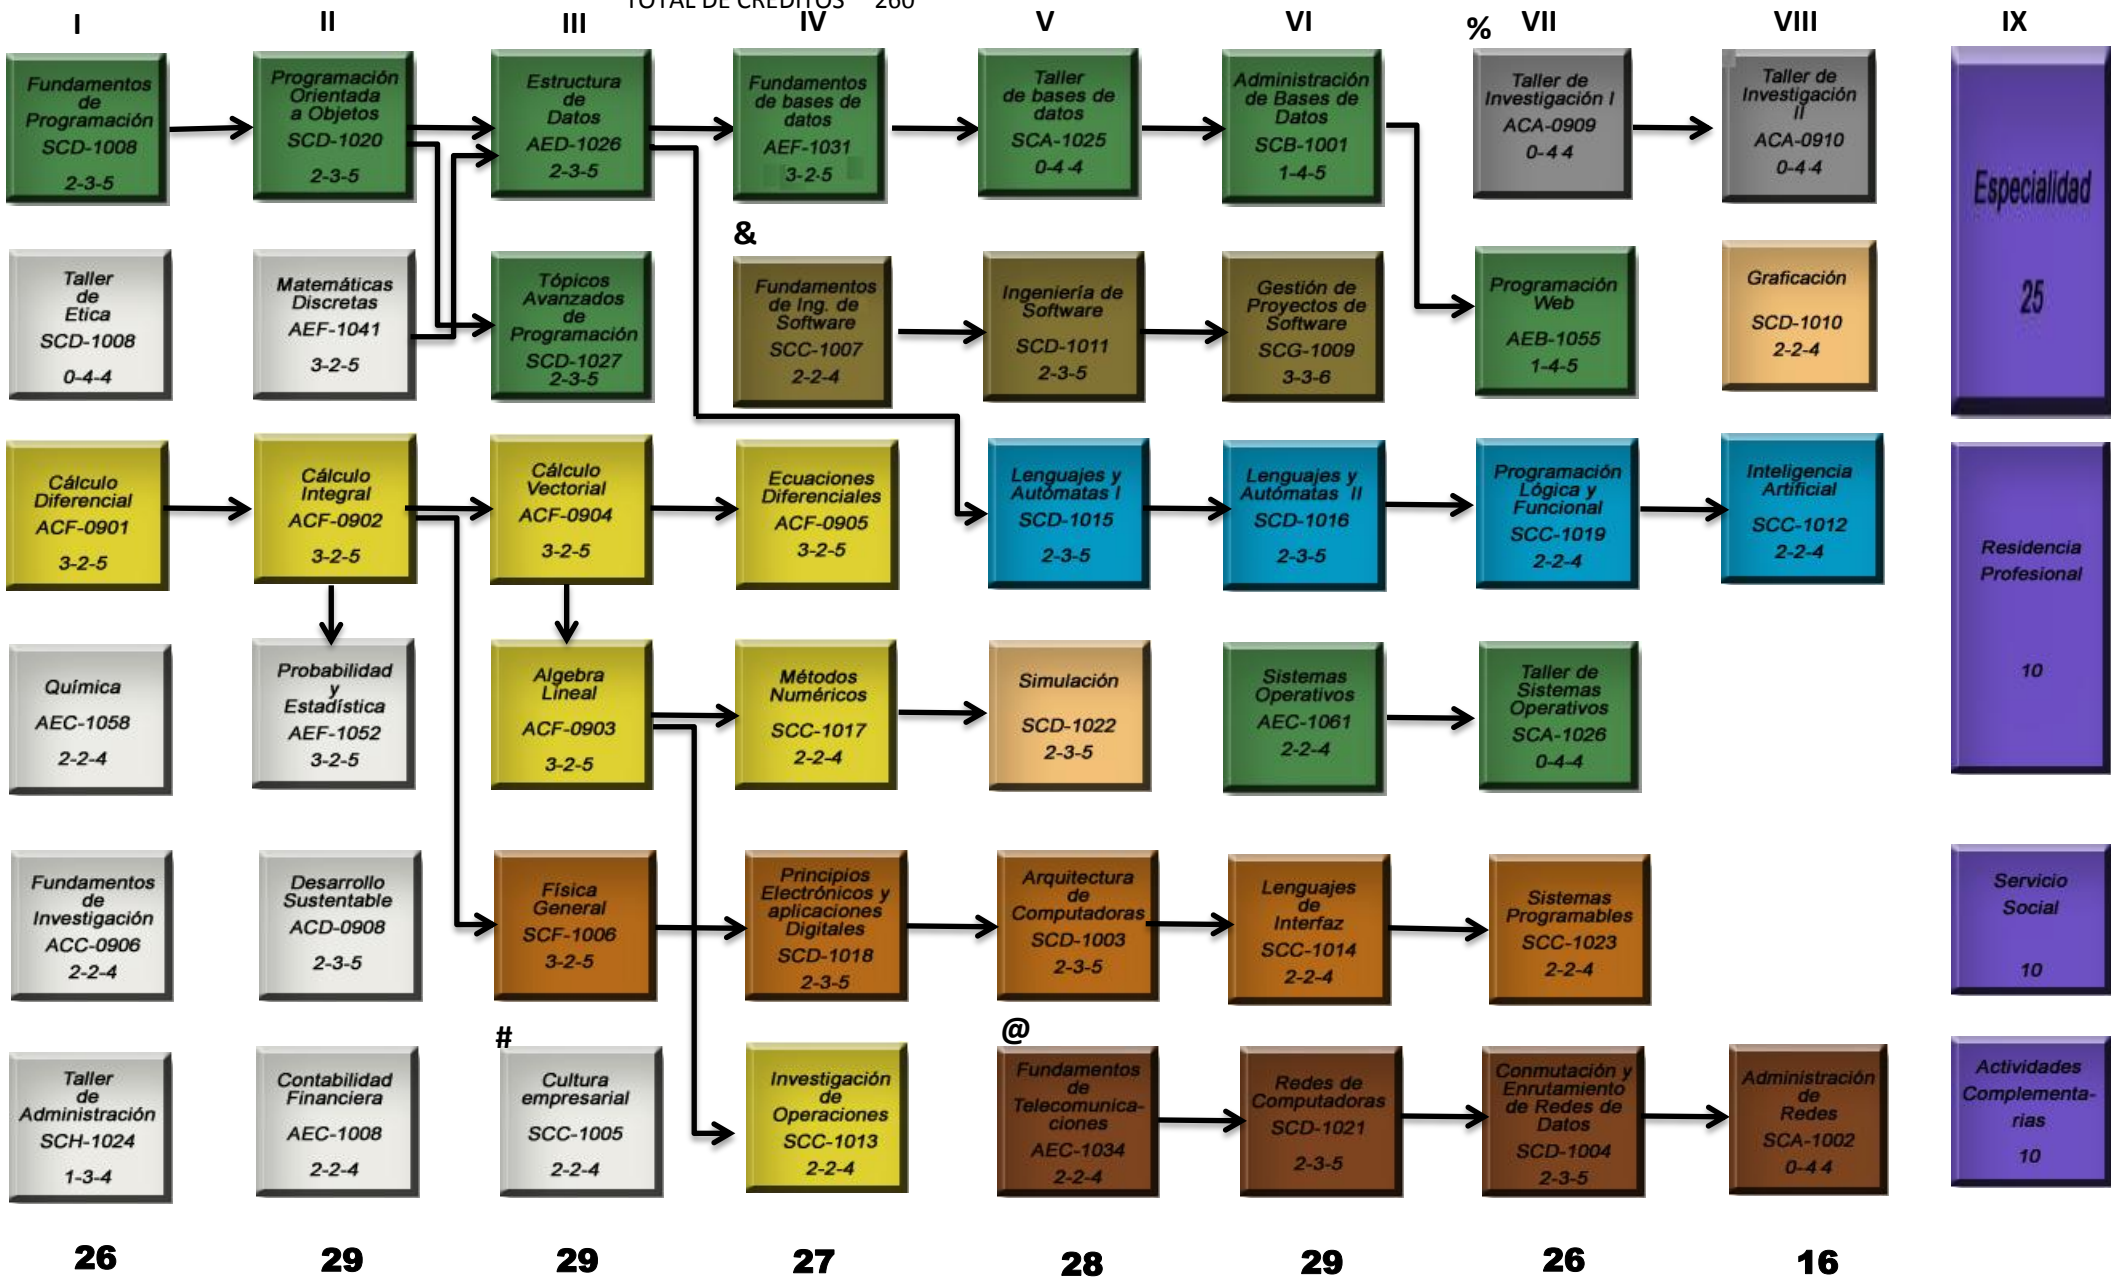 TOTAL DE CREDITOS 260
I
II
III
IV
V
VI
% VII
VIII
IX
Fundamentos
de
Programación
SCD-1008
2-3-5
Programación
Orientada
a Objetos
SCD-1020
2-3-5
Estructura
de
Datos
AED-1026
2-3-5
Fundamentos
de bases de
datos
AEF-1031
3-2-5
Taller
de bases de
datos
SCA-1025
0-4-4
Administración
de Bases de
Datos
SCB-1001
1-4-5
Taller de
Investigación I
ACA-0909
0-4 4
Taller de
Investigación
II
ACA-0910
0-4-4
Especialidad
25
Taller
de
Etica
SCD-1008
0-4-4
Matemáticas
Discretas
AEF-1041
3-2-5
Tópicos
Avanzados
de
Programación
SCD-1027
2-3-5
&
Fundamentos
de Ing. de
Software
SCC-1007
2-2-4
Ingeniería de
Software
SCD-1011
2-3-5
Gestión de
Proyectos de
Software
SCG-1009
3-3-6
Programación
Web
AEB-1055
1-4-5
Graficación
SCD-1010
2-2-4
Cálculo
Diferencial
ACF-0901
3-2-5
Cálculo
Integral
ACF-0902
3-2-5
Cálculo
Vectorial
ACF-0904
3-2-5
Ecuaciones
Diferenciales
ACF-0905
3-2-5
Lenguajes y
Autómatas I
SCD-1015
2-3-5
Lenguajes y
Autómatas II
SCD-1016
2-3-5
Programación
Lógica y
Funcional
SCC-1019
2-2-4
Inteligencia
Artificial
SCC-1012
2-2-4
Residencia
Profesional
10
Química
AEC-1058
2-2-4
Probabilidad
y
Estadística
AEF-1052
3-2-5
Algebra
Lineal
ACF-0903
3-2-5
Métodos
Numéricos
SCC-1017
2-2-4
Simulación
SCD-1022
2-3-5
Sistemas
Operativos
AEC-1061
2-2-4
Taller de
Sistemas
Operativos
SCA-1026
0-4-4
Fundamentos
de
Investigación
ACC-0906
2-2-4
Desarrollo
Sustentable
ACD-0908
2-3-5
Física
General
SCF-1006
3-2-5
Principios
Electrónicos y
aplicaciones
Digitales
SCD-1018
2-3-5
Arquitectura
de
Computadoras
SCD-1003
2-3-5
Lenguajes
de
Interfaz
SCC-1014
2-2-4
Sistemas
Programables
SCC-1023
2-2-4
Servicio
Social
10
Taller
de
Administración
SCH-1024
1-3-4
Contabilidad
Financiera
AEC-1008
2-2-4
#
Cultura
empresarial
SCC-1005
2-2-4
Investigación
de
Operaciones
SCC-1013
2-2-4
@
Fundamentos
de
Telecomunica-
ciones
AEC-1034
2-2-4
Redes de
Computadoras
SCD-1021
2-3-5
Conmutación y
Enrutamiento
de Redes de
Datos
SCD-1004
2-3-5
Administración
de
Redes
SCA-1002
0-4 4
Actividades
Complementa-
rias
10
26
29
29
27
28
29
26
16